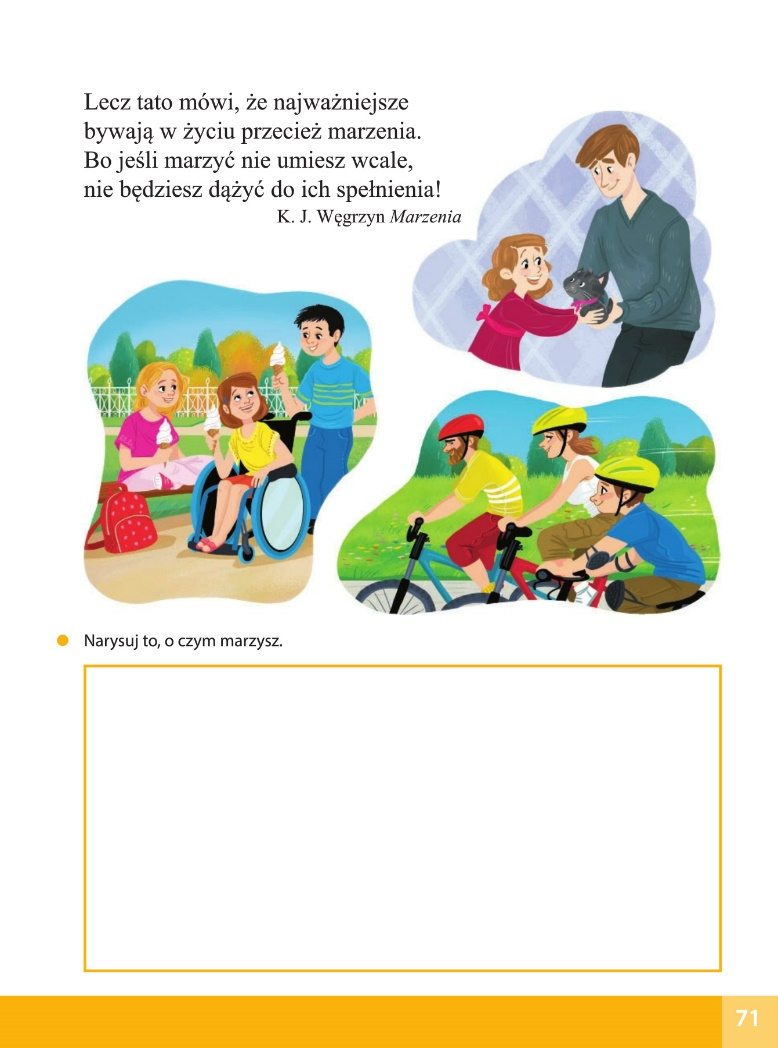 Lecz tato mówi, że najważniejsze
bywają w życiu przecież marzenia.
Bo jeśli marzyć nie umiesz wcale,
nie będziesz dążyć do ich spełnienia!
K. J. Węgrzyn Marzenia
Narysuj to, o czym marzysz.
71